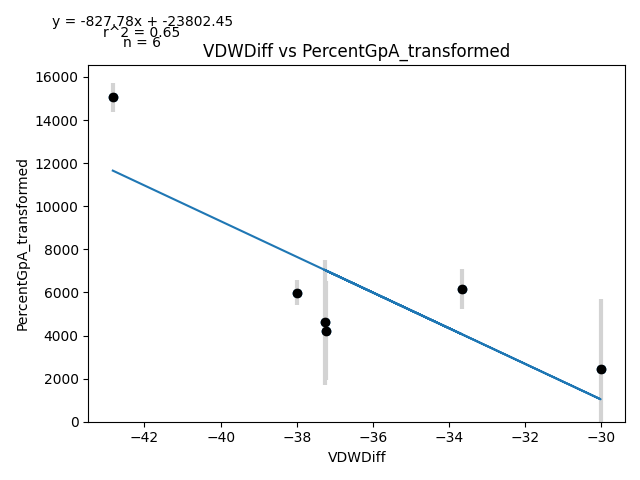 y = -827.78x + -23802.45
r^2 = 0.65
n = 6
VDWDiff vs PercentGpA_transformed
16000
14000
12000
10000
8000
6000
4000
2000
0
PercentGpA_transformed
−42
−40
−38
−36
−34
−32
−30
VDWDiff